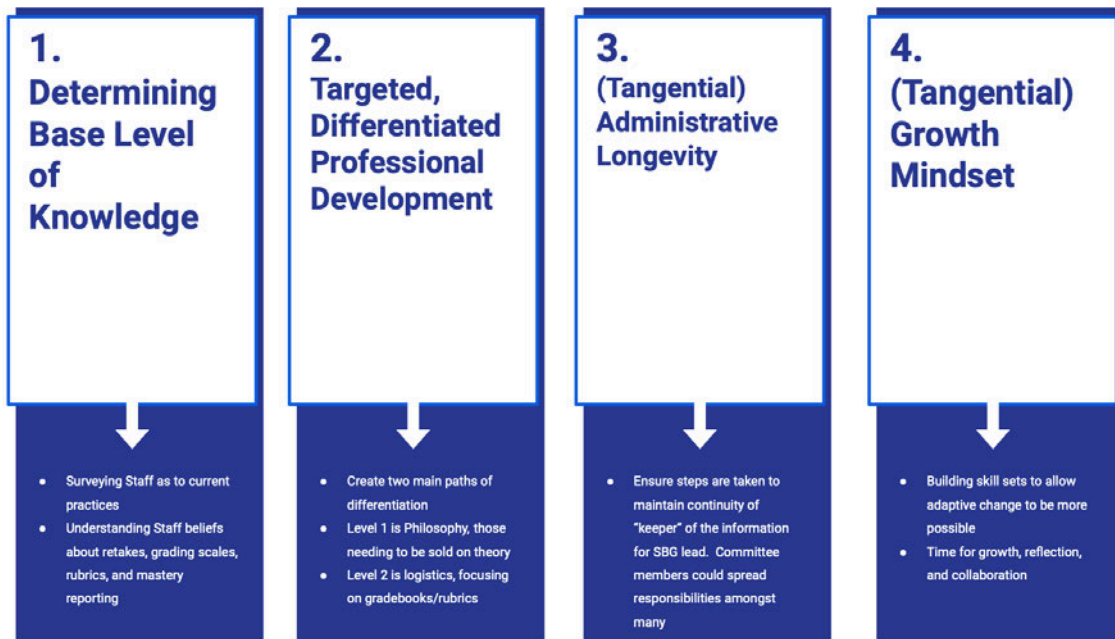 1.
Determining
Base Level
of
Knowledge
● Surveying Staff as to current
practices
● Understanding Staff beliefs
about retakes, grading scales,
rubrics, and mastery
reporting
2.
Targeted,
Differentiated
Professional
Development
● Create two main paths of
differentiation
● Level 1 is Philosophy, those
needing to be sold on theory
● Level 2 is logistics, focusing
on gradebooks/rubrics
3.
(Tangential)
Administrative
Longevity
● Ensure steps are taken to
maintain continuity of
"keeper" of the information
for SBG lead. Committee
members could spread
responsibilities amongst
many
4.
(Tangential)
Growth
Mindset
● Building skill sets to allow
adaptive change to be more
possible
● Time for growth, reflection,
and collaboration